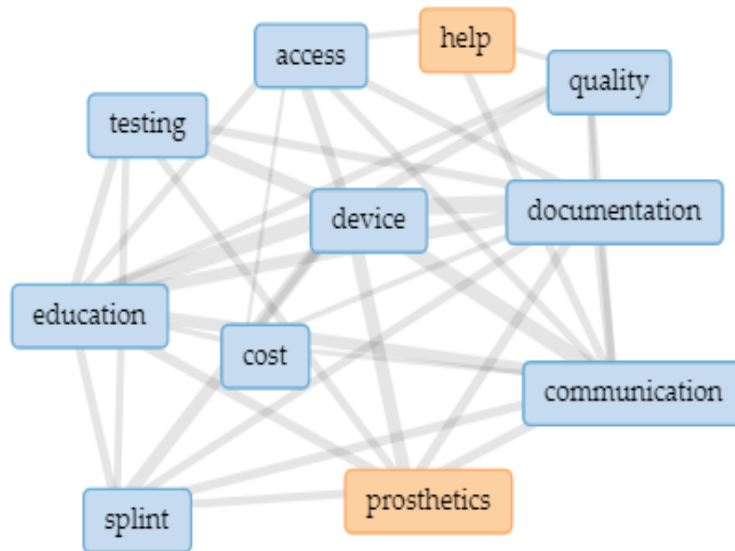 help
access
quality
testing
documentation
device
education
cost
communication
prosthetics
splint